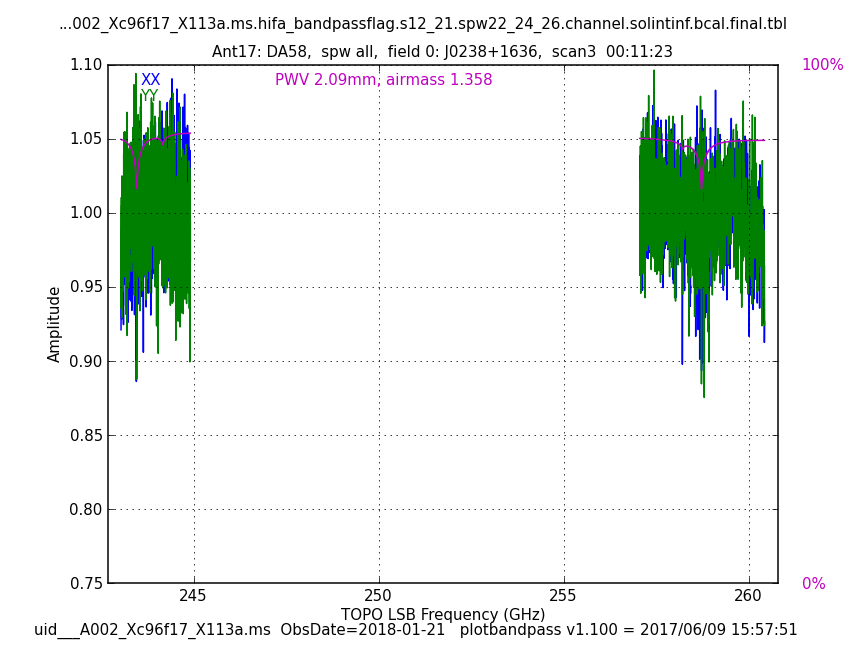 ...002_Xc96f17_X113a.ms.hifa_bandpassflag.s12_21.spw22_24_26.channel.solintinf.bcal.final.tbl
Ant17: DA58,  spw all,  field 0: J0238+1636,  scan3  00:11:23
1.10
100%
XX
PWV 2.09mm, airmass 1.358
YY
1.05
1.00
0.95
Amplitude
0.90
0.85
0.80
0.75
0%
245
250
255
260
TOPO LSB Frequency (GHz)
uid___A002_Xc96f17_X113a.ms  ObsDate=2018-01-21   plotbandpass v1.100 = 2017/06/09 15:57:51